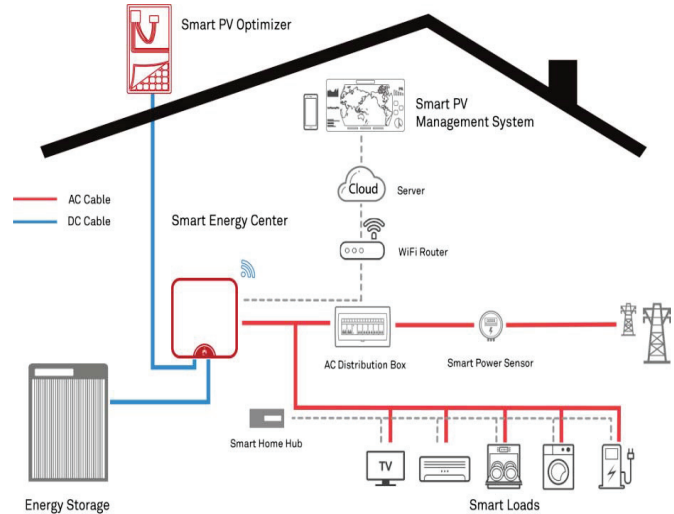 Smart PV Optimizer
Smart PV
Management System
Cloud
Server
AC Cable
DC Cable
Smart Energy Center
WiFi Router
AC Distribution Box
Smart Power Sensor
Smart Home Hub
TV
Energy Storage
Smart Loads